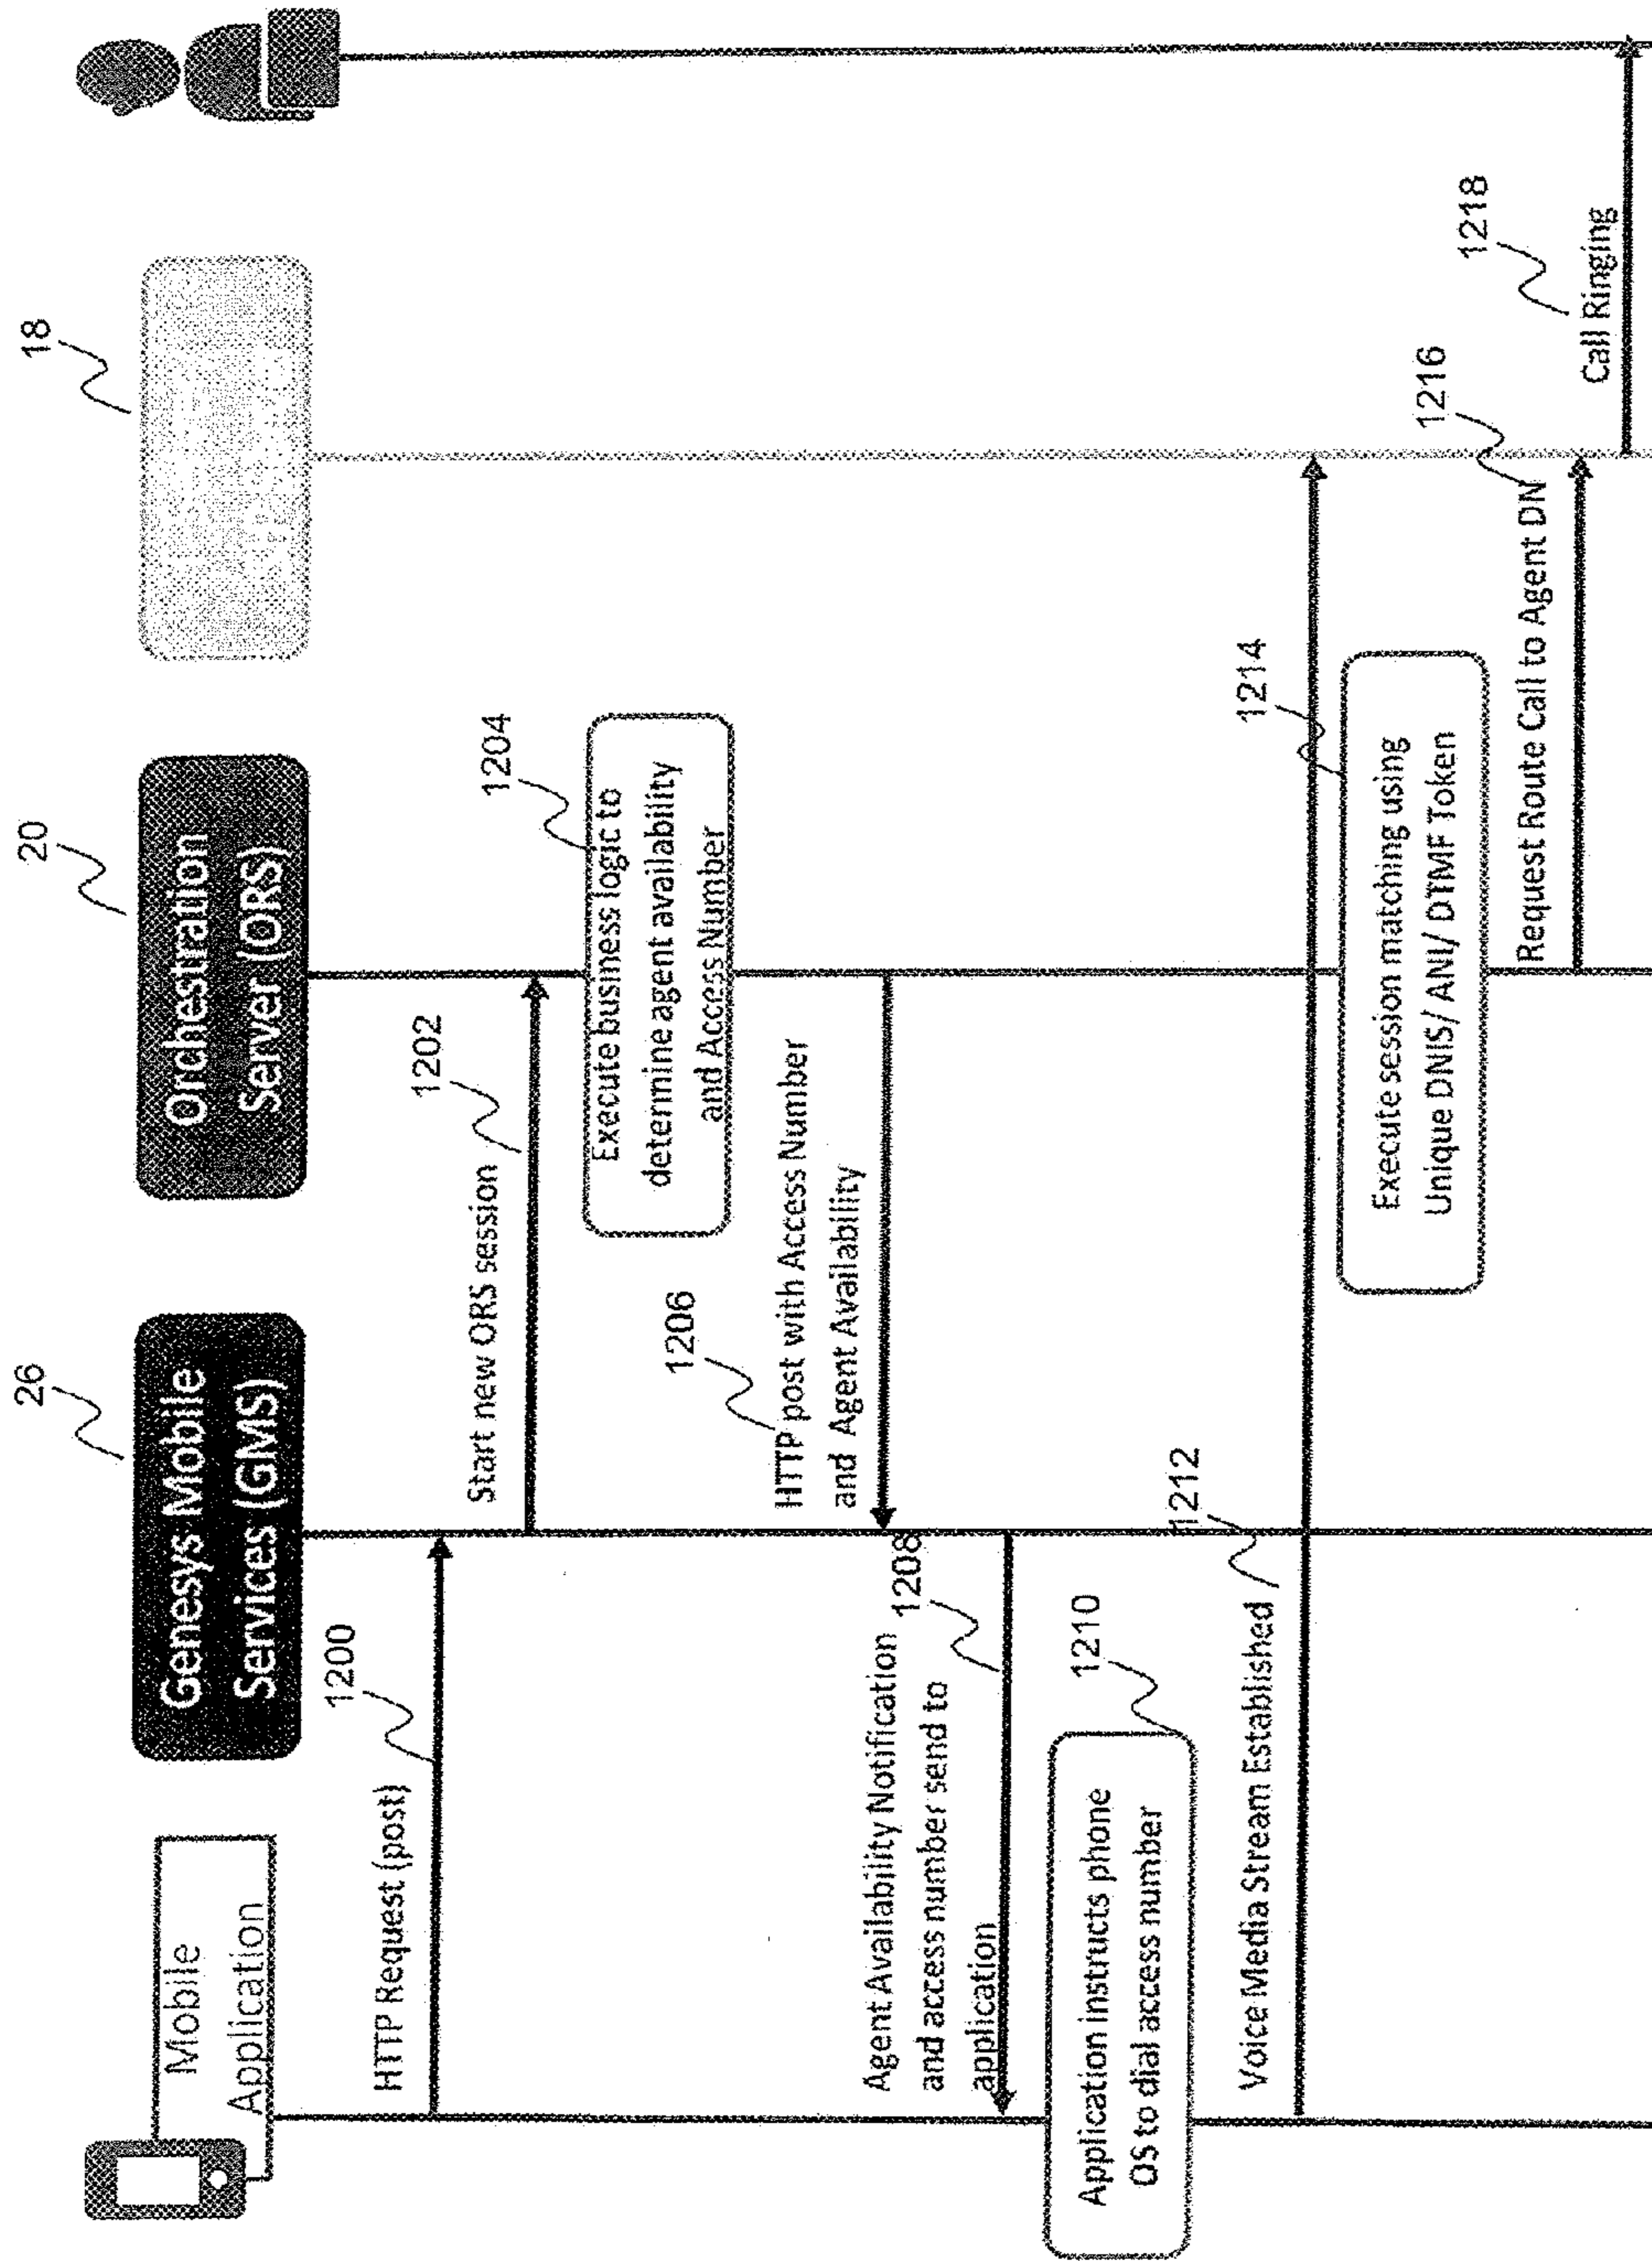 Mobile
Application
26
Genesys Mobile
Services (GMS)
20
Orchestration
Server (ORS)
18
1200
HTTP Request (post)
1202
Start new ORS session
1204
Execute business logic to
determine agent availability
and Access Number
1206
HTTP post with Access Number
and Agent Availability
1208
Agent Availability Notification
and access number send to
application
1210
Application instructs phone
OS to dial access number
1212
Voice Media Stream Established
1214
Execute session matching using
Unique DNIS/ ANI/ DTMF Token
1216
Request Route Call to Agent DN
1218
Call Ringing